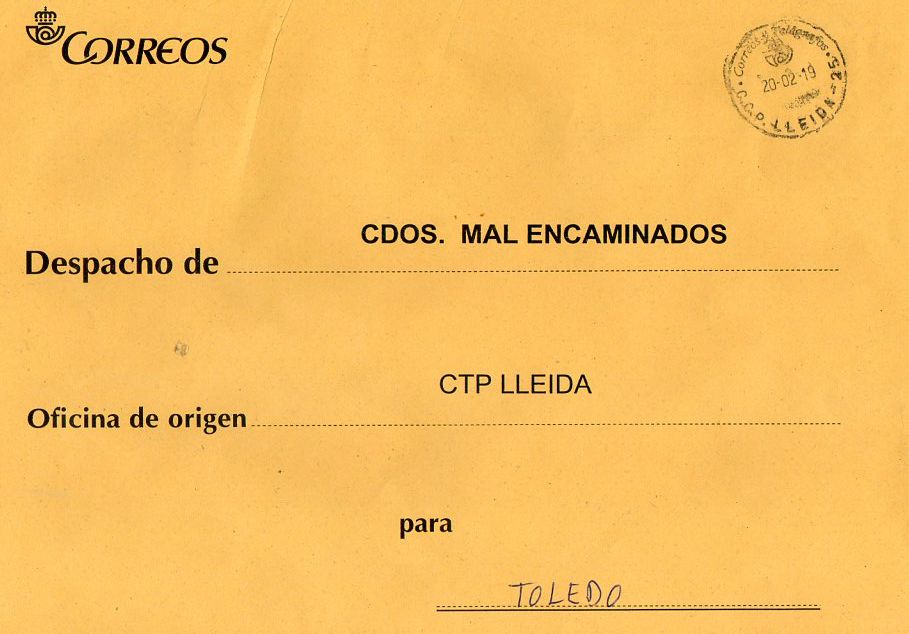 CORREOS
Correos y Telégrafos
20-02-19
LLEIDA - 25
CDOS. MAL ENCAMINADOS
Despacho de
CTP LLEIDA
Oficina de origen
para
TOLEDO